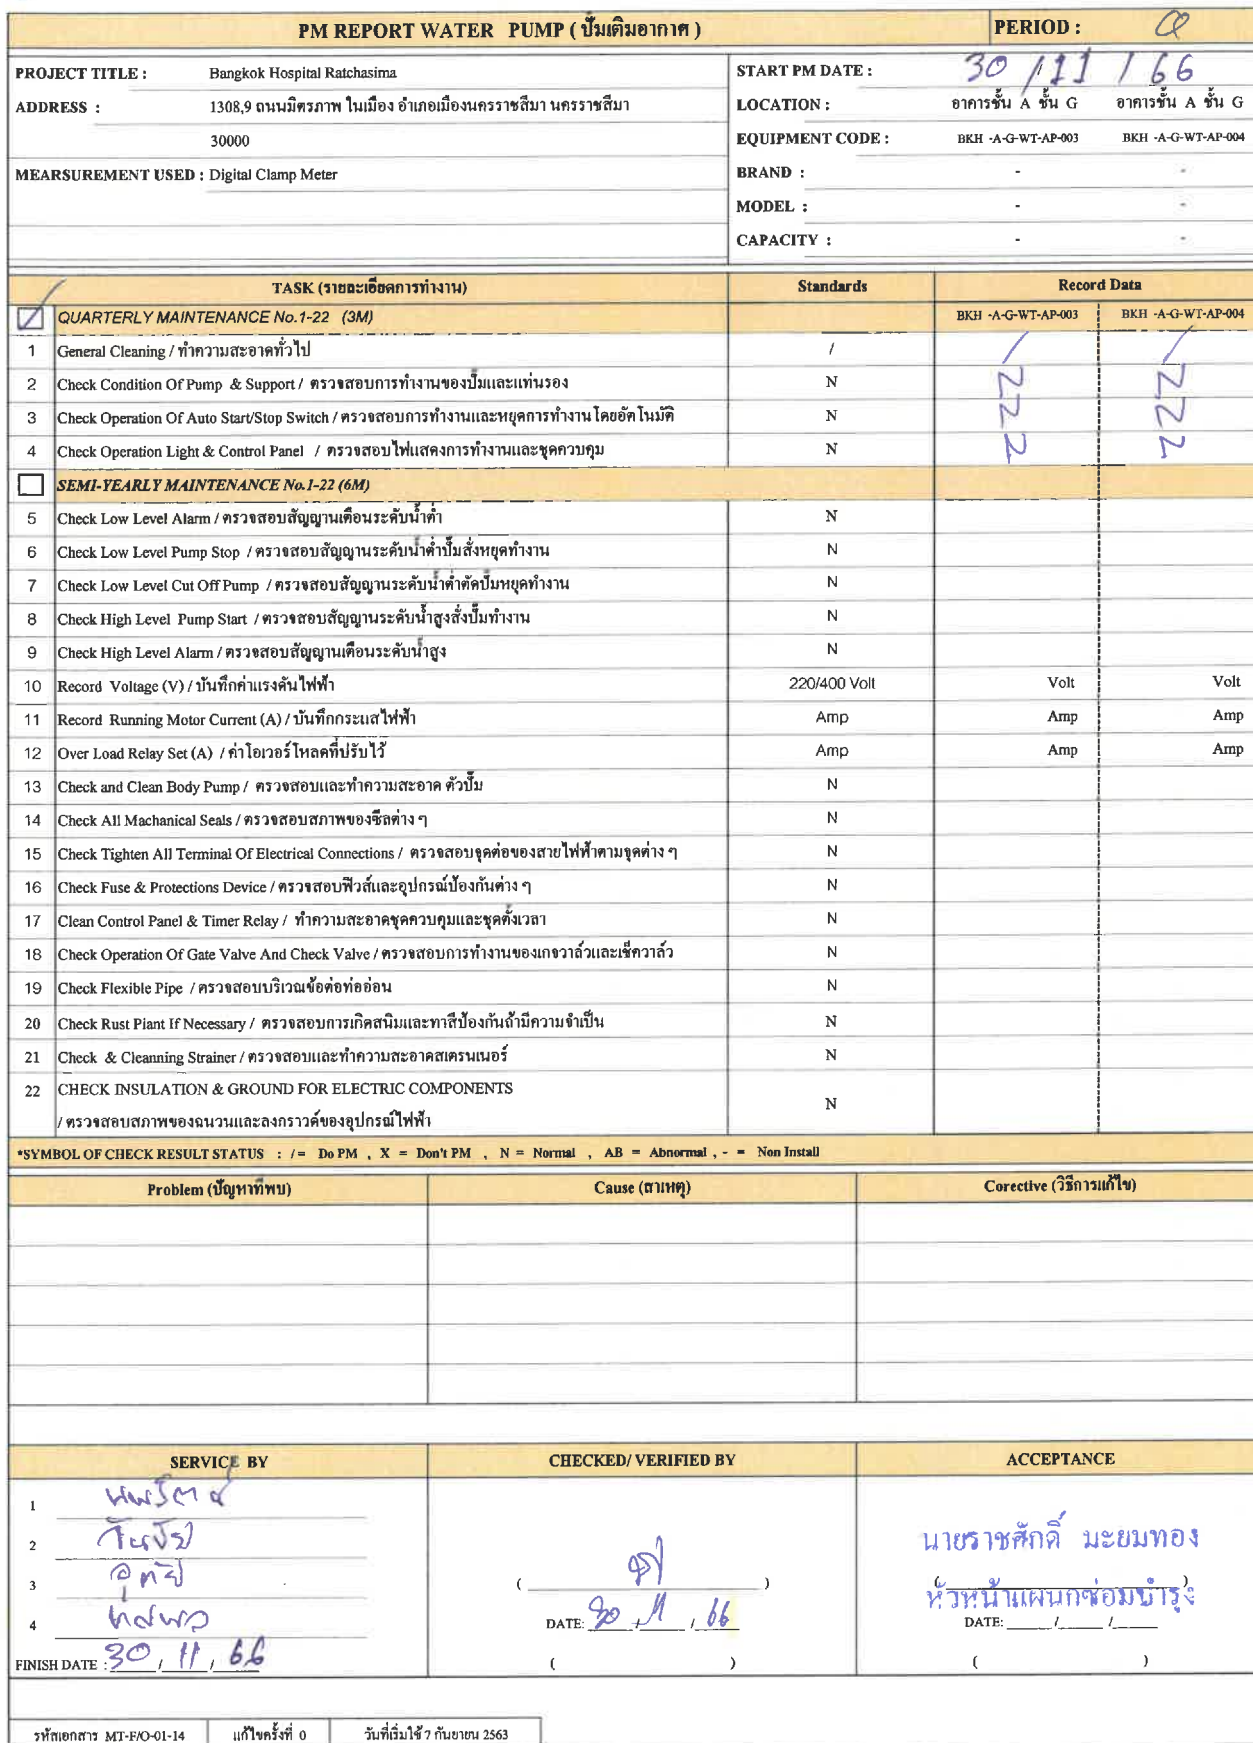 PM REPORT WATER PUMP ( ปั๊มเติมอากาศ ) PERIOD : Q
PROJECT TITLE : Bangkok Hospital Ratchasima START PM DATE : 30 / 11 / 66
ADDRESS : 1308,9 ถนนมิตรภาพ ในเมือง อำเภอเมืองนครราชสีมา นครราชสีมา LOCATION : อาคารชั้น A ชั้น G อาคารชั้น A ชั้น G
30000 EQUIPMENT CODE : BKH -A-G-WT-AP-003 BKH -A-G-WT-AP-004
MEARSUREMENT USED : Digital Clamp Meter BRAND : - -
MODEL : - -
CAPACITY : - -
TASK (รายละเอียดการทำงาน) Standards Record Data
QUARTERLY MAINTENANCE No.1-22 (3M) BKH -A-G-WT-AP-003 BKH -A-G-WT-AP-004
1 General Cleaning / ทำความสะอาดทั่วไป / / /
2 Check Condition Of Pump & Support / ตรวจสอบการทำงานของปั๊มและแท่นรอง N N N
3 Check Operation Of Auto Start/Stop Switch / ตรวจสอบการทำงานและหยุดการทำงานโดยอัตโนมัติ N N N
4 Check Operation Light & Control Panel / ตรวจสอบไฟแสดงการทำงานและชุดควบคุม N N N
SEMI-YEARLY MAINTENANCE No.1-22 (6M)
5 Check Low Level Alarm / ตรวจสอบสัญญานเตือนระดับน้ำต่ำ N
6 Check Low Level Pump Stop / ตรวจสอบสัญญานระดับน้ำต่ำปั๊มสั่งหยุดทำงาน N
7 Check Low Level Cut Off Pump / ตรวจสอบสัญญานระดับน้ำต่ำตัดปั๊มหยุดทำงาน N
8 Check High Level Pump Start / ตรวจสอบสัญญานระดับน้ำสูงสั่งปั๊มทำงาน N
9 Check High Level Alarm / ตรวจสอบสัญญานเตือนระดับน้ำสูง N
10 Record Voltage (V) / บันทึกค่าแรงดันไฟฟ้า 220/400 Volt Volt Volt
11 Record Running Motor Current (A) / บันทึกกระแสไฟฟ้า Amp Amp Amp
12 Over Load Relay Set (A) / ค่าโอเวอร์โหลดที่ปรับไว้ Amp Amp Amp
13 Check and Clean Body Pump / ตรวจสอบและทำความสะอาด ตัวปั๊ม N
14 Check All Machanical Seals / ตรวจสอบสภาพของซีลต่าง ๆ N
15 Check Tighten All Terminal Of Electrical Connections / ตรวจสอบจุดต่อของสายไฟฟ้าตามจุดต่าง ๆ N
16 Check Fuse & Protections Device / ตรวจสอบฟิวส์และอุปกรณ์ป้องกันต่าง ๆ N
17 Clean Control Panel & Timer Relay / ทำความสะอาดชุดควบคุมและชุดตั้งเวลา N
18 Check Operation Of Gate Valve And Check Valve / ตรวจสอบการทำงานของเกจวาล์วและเช็ควาล์ว N
19 Check Flexible Pipe / ตรวจสอบบริเวณข้อต่อท่ออ่อน N
20 Check Rust Plant If Necessary / ตรวจสอบการเกิดสนิมและทาสีป้องกันถ้ามีความจำเป็น N
21 Check & Cleanning Strainer / ตรวจสอบและทำความสะอาดสเตรนเนอร์ N
22 CHECK INSULATION & GROUND FOR ELECTRIC COMPONENTS
/ ตรวจสอบสภาพของฉนวนและลงกราวด์ของอุปกรณ์ไฟฟ้า N
*SYMBOL OF CHECK RESULT STATUS : / = Do PM , X = Don't PM , N = Normal , AB = Abnormal , - = Non Install
Problem (ปัญหาที่พบ) Cause (สาเหตุ) Corective (วิธีการแก้ไข)
SERVICE BY CHECKED/ VERIFIED BY ACCEPTANCE
1
2
3
4
นายราชศักดิ์ มะยมทอง
หัวหน้าแผนกซ่อมบำรุง
( ) ( )
DATE: 30 / 11 / 66 DATE: / /
FINISH DATE : 30 / 11 / 66 ( ) ( )
รหัสเอกสาร MT-F/O-01-14 แก้ไขครั้งที่ 0 วันที่เริ่มใช้ 7 กันยายน 2563